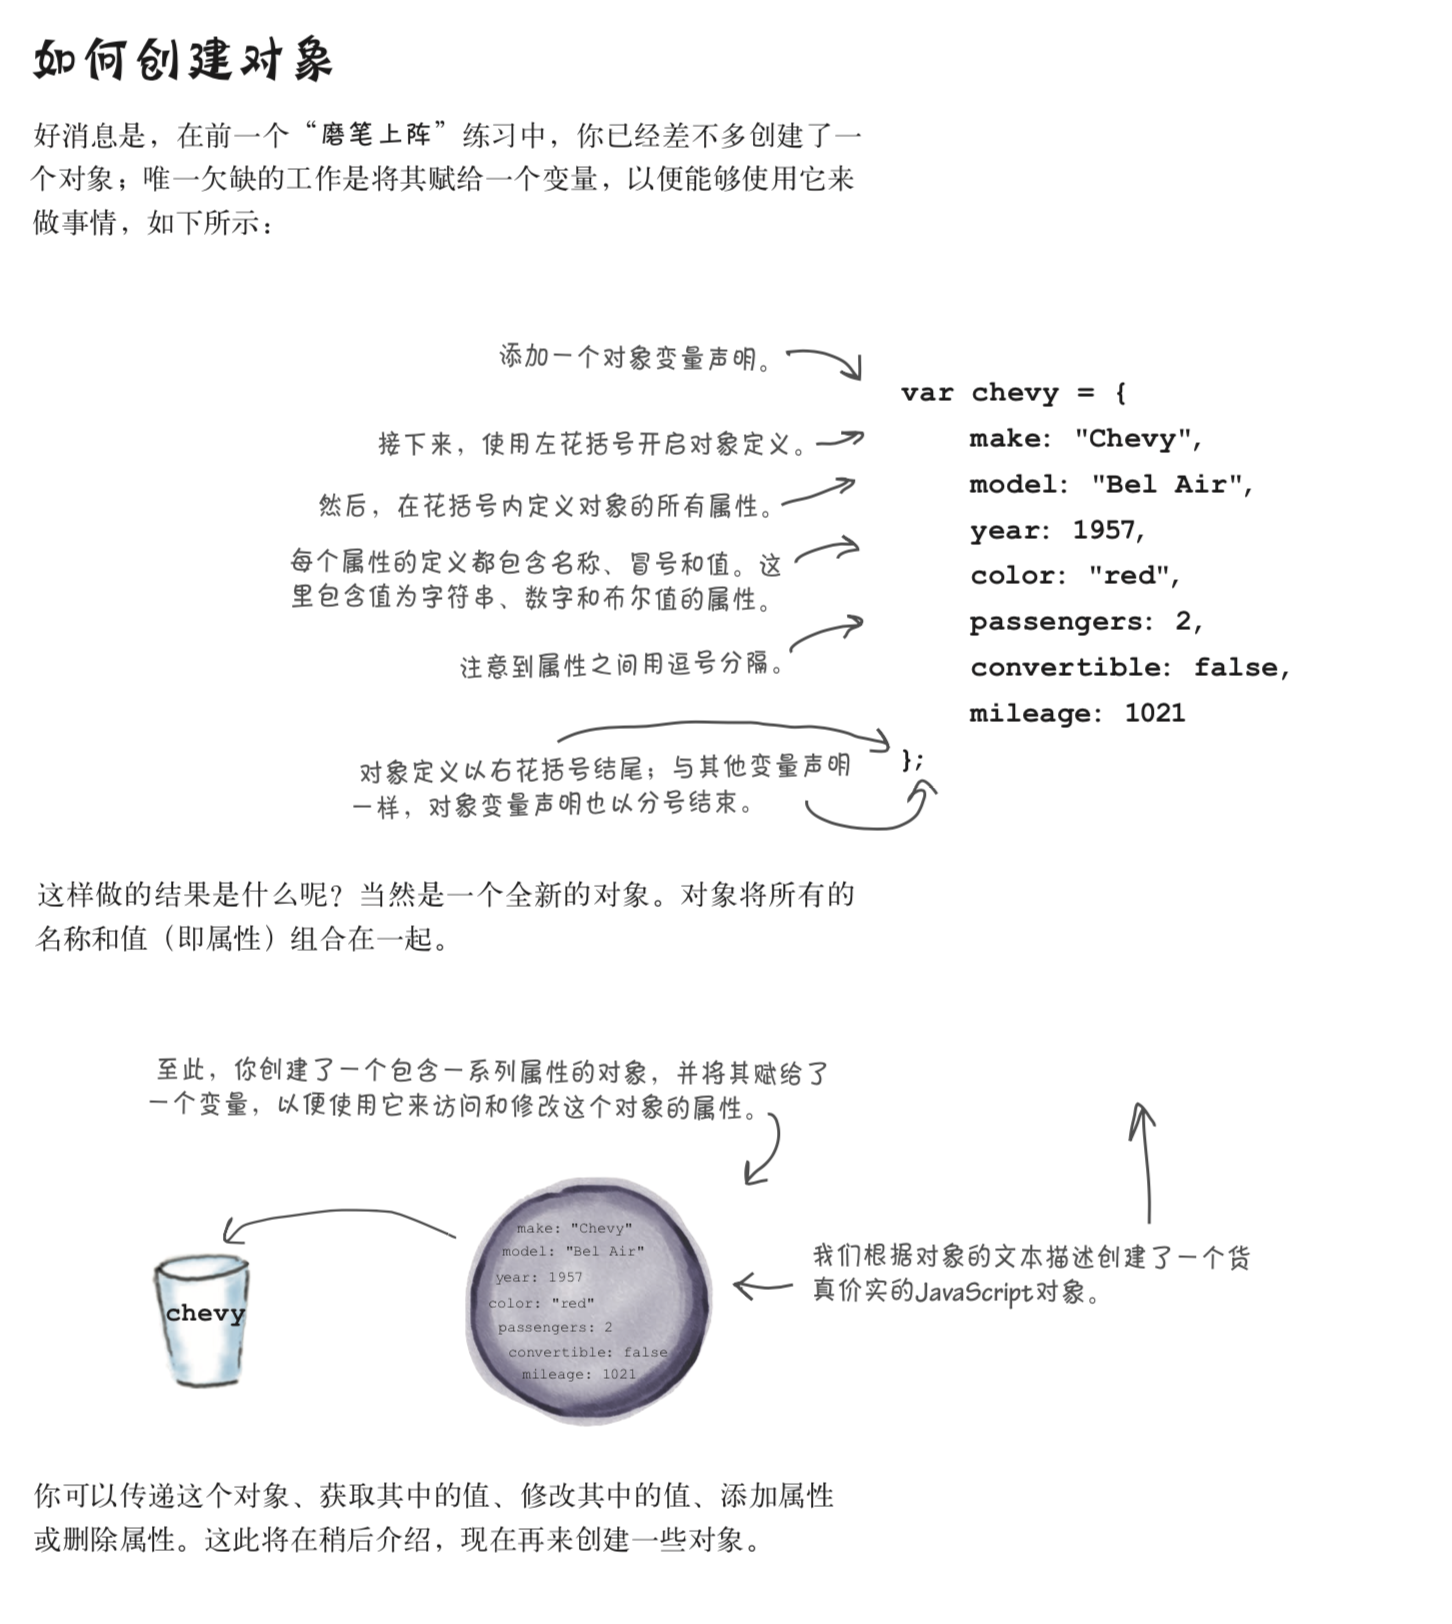 如何创建对象
好消息是，在前一个“磨笔上阵”练习中，你已经差不多创建了一
个对象；唯一欠缺的工作是将其赋给一个变量，以便能够使用它来
做事情，如下所示：
添加一个对象变量声明。
接下来，使用左花括号开启对象定义。
然后，在花括号内定义对象的所有属性。
每个属性的定义都包含名称、冒号和值。这
里包含值为字符串、数字和布尔值的属性。
注意到属性之间用逗号分隔。
对象定义以右花括号结尾；与其他变量声明
一样，对象变量声明也以分号结束。
var chevy = {
make: "Chevy",
model: "Bel Air",
year: 1957,
color: "red",
passengers: 2,
convertible: false,
mileage: 1021
};
这样做的结果是什么呢？当然是一个全新的对象。对象将所有的
名称和值（即属性）组合在一起。
至此，你创建了一个包含一系列属性的对象，并将其赋给了
一个变量，以便使用它来访问和修改这个对象的属性。
chevy
make: "Chevy"
model: "Bel Air"
year: 1957
color: "red"
passengers: 2
convertible: false
mileage: 1021
我们根据对象的文本描述创建了一个货
真价实的JavaScript对象。
你可以传递这个对象、获取其中的值、修改其中的值、添加属性
或删除属性。这此将在稍后介绍，现在再来创建一些对象。